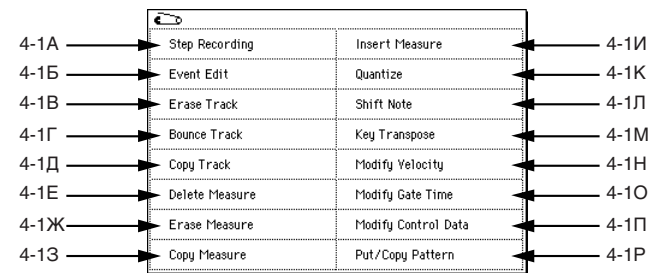 4-1А Step Recording Insert Measure 4-1И
4-1Б Event Edit Quantize 4-1К
4-1В Erase Track Shift Note 4-1Л
4-1Г Bounce Track Key Transpose 4-1М
4-1Д Copy Track Modify Velocity 4-1Н
4-1Е Delete Measure Modify Gate Time 4-1О
4-1Ж Erase Measure Modify Control Data 4-1П
4-1З Copy Measure Put/Copy Pattern 4-1Р